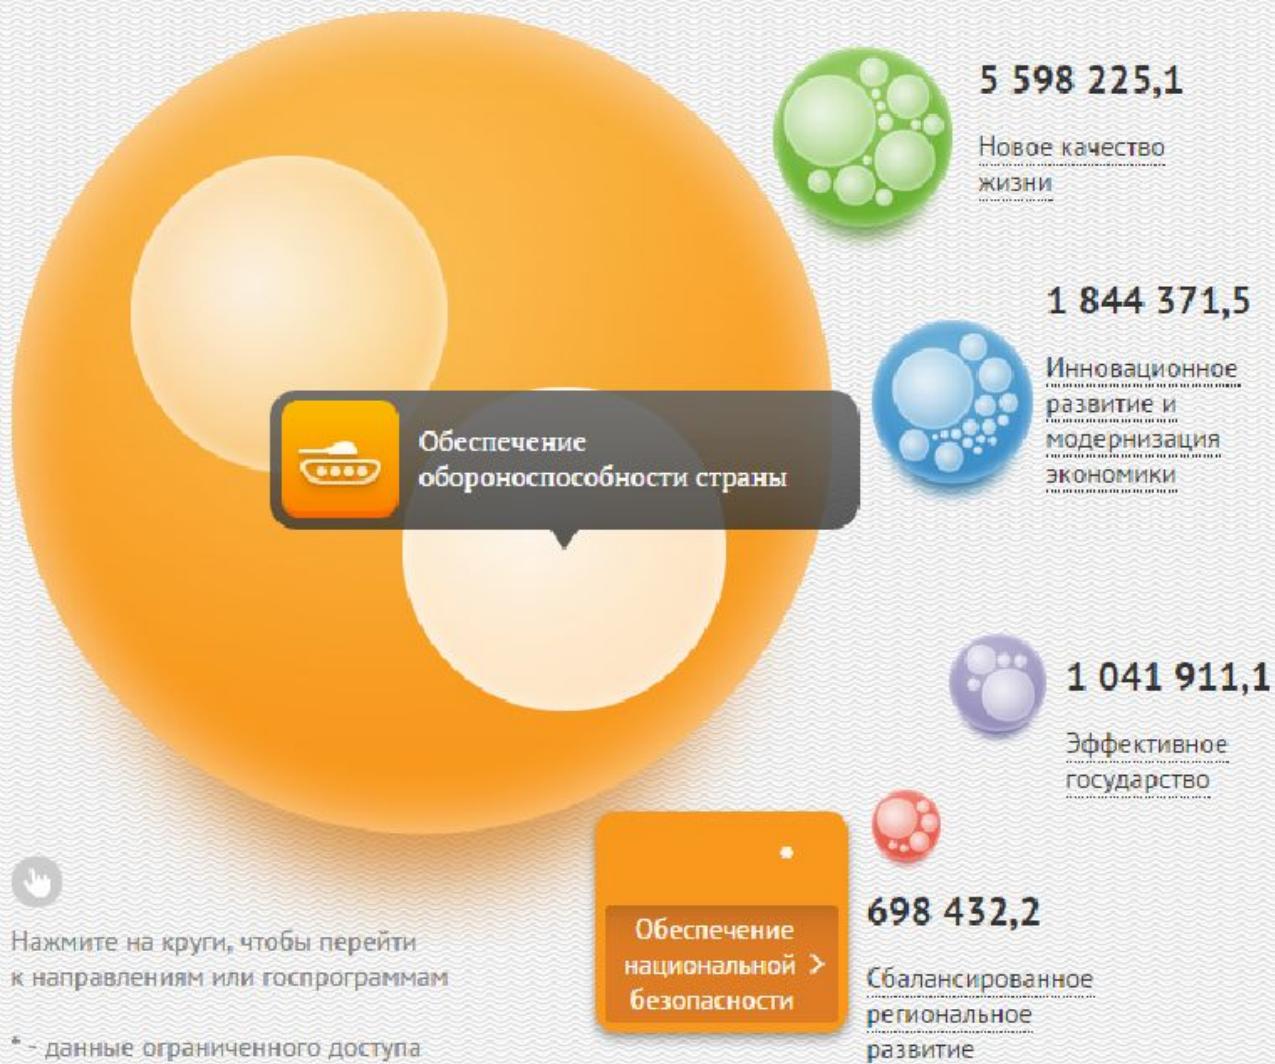 5 598 225,1
Новое качество
жизни
1 844 371,5
Инновационное
развитие и
модернизация
экономики
Обеспечение
обороноспособности страны
1 041 911,1
Эффективное
государство
*
Обеспечение
национальной >
безопасности
698 432,2
Сбалансированное
региональное
развитие
Нажмите на круги, чтобы перейти
к направлениям или госпрограммам
* - данные ограниченного доступа